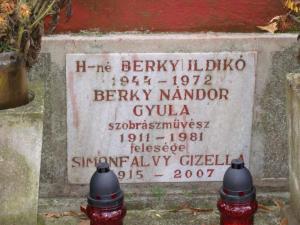 H-né BERKY ILDIKÓ
1944-1972
BERKY NÁNDOR
GYULA
szobrászművész
1911-1981
felesége
SIMONFALVY GIZELLA
1915-2007